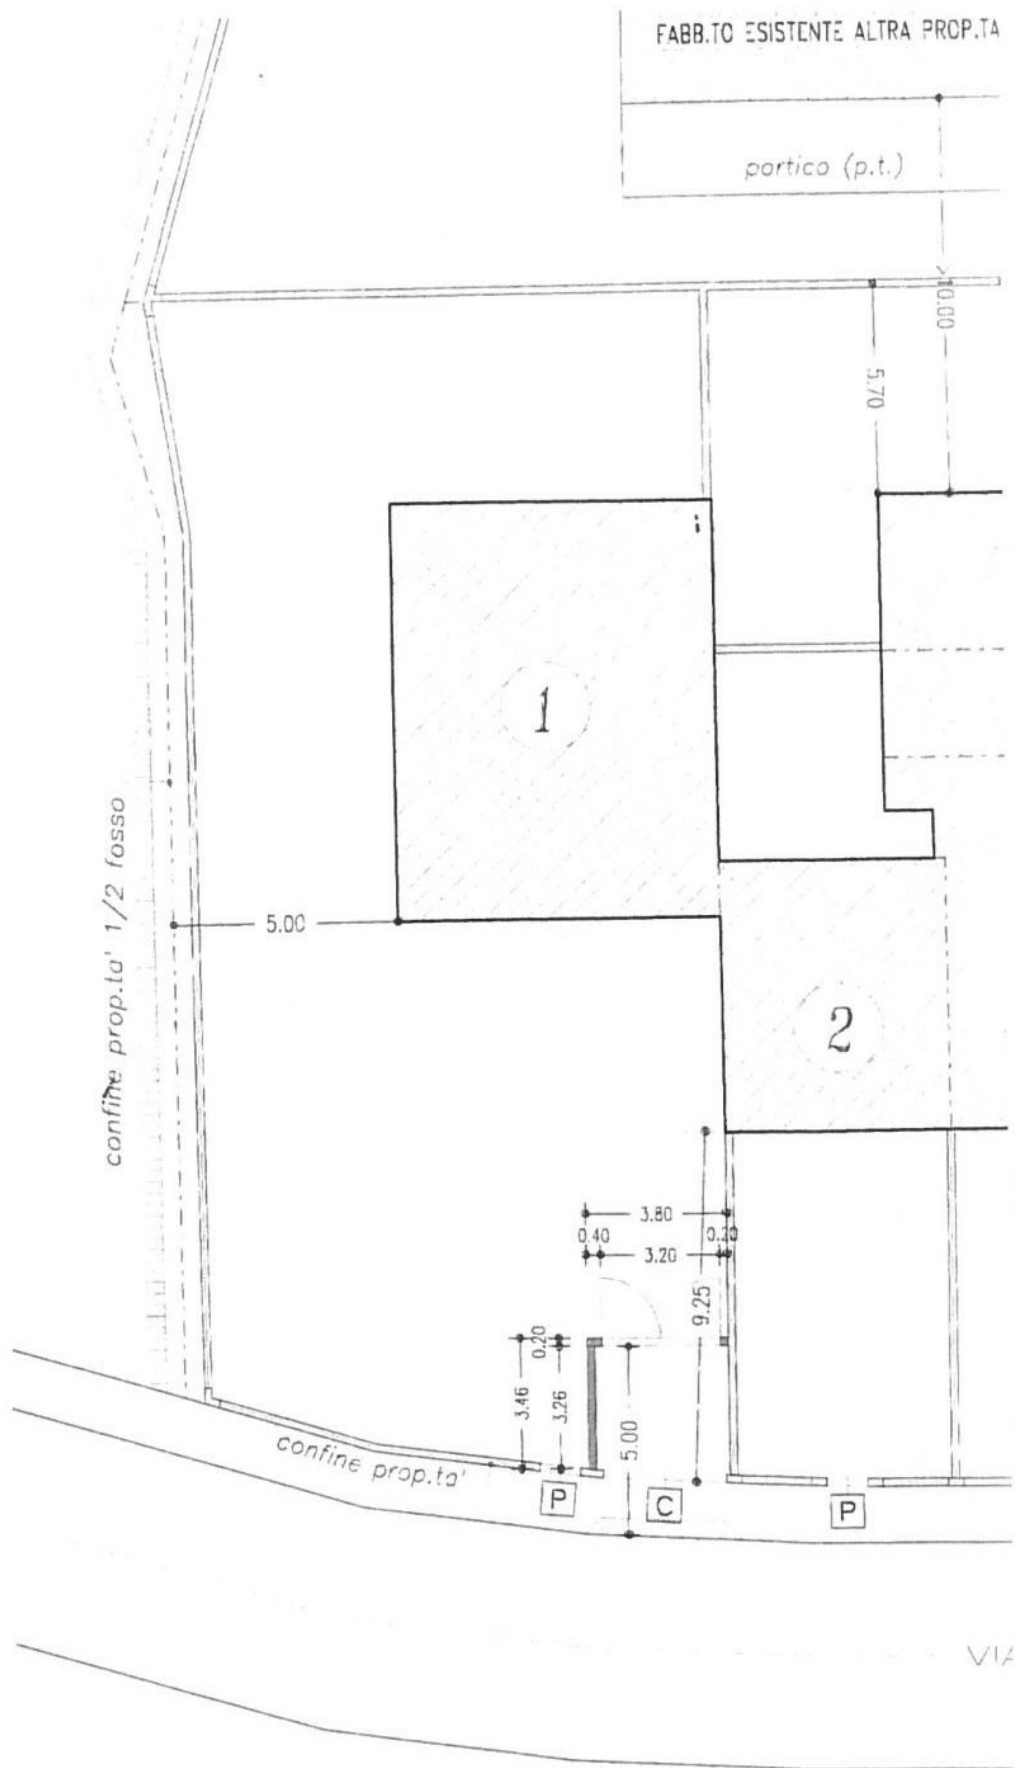 FABB.TO ESISTENTE ALTRA PROP.TA
portico (p.t.)
10.00
5.70
i
1
confine prop.ta' 1/2 fosso
5.00
2
3.80
0.40
0.20
3.20
9.25
0.20
3.46
3.26
5.00
confine prop.ta'
P
C
P
VIA